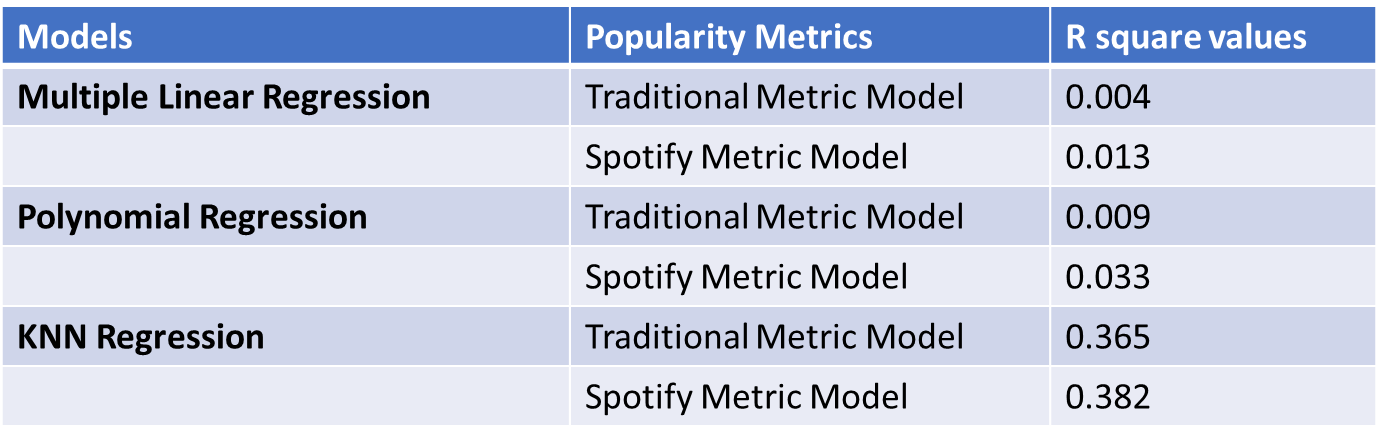 Models Popularity Metrics R square values
Multiple Linear Regression Traditional Metric Model 0.004
Spotify Metric Model 0.013
Polynomial Regression Traditional Metric Model 0.009
Spotify Metric Model 0.033
KNN Regression Traditional Metric Model 0.365
Spotify Metric Model 0.382